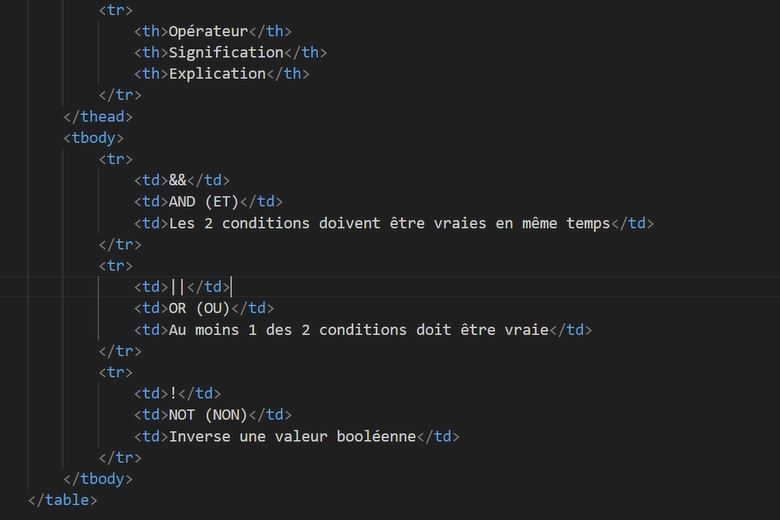 <tr>
<th>Opérateur</th>
<th>Signification</th>
<th>Explication</th>
</tr>
</thead>
<tbody>
<tr>
<td>&&</td>
<td>AND (ET)</td>
<td>Les 2 conditions doivent être vraies en même temps</td>
</tr>
<tr>
<td>||</td>
<td>OR (OU)</td>
<td>Au moins 1 des 2 conditions doit être vraie</td>
</tr>
<tr>
<td>!</td>
<td>NOT (NON)</td>
<td>Inverse une valeur booléenne</td>
</tr>
</tbody>
</table>